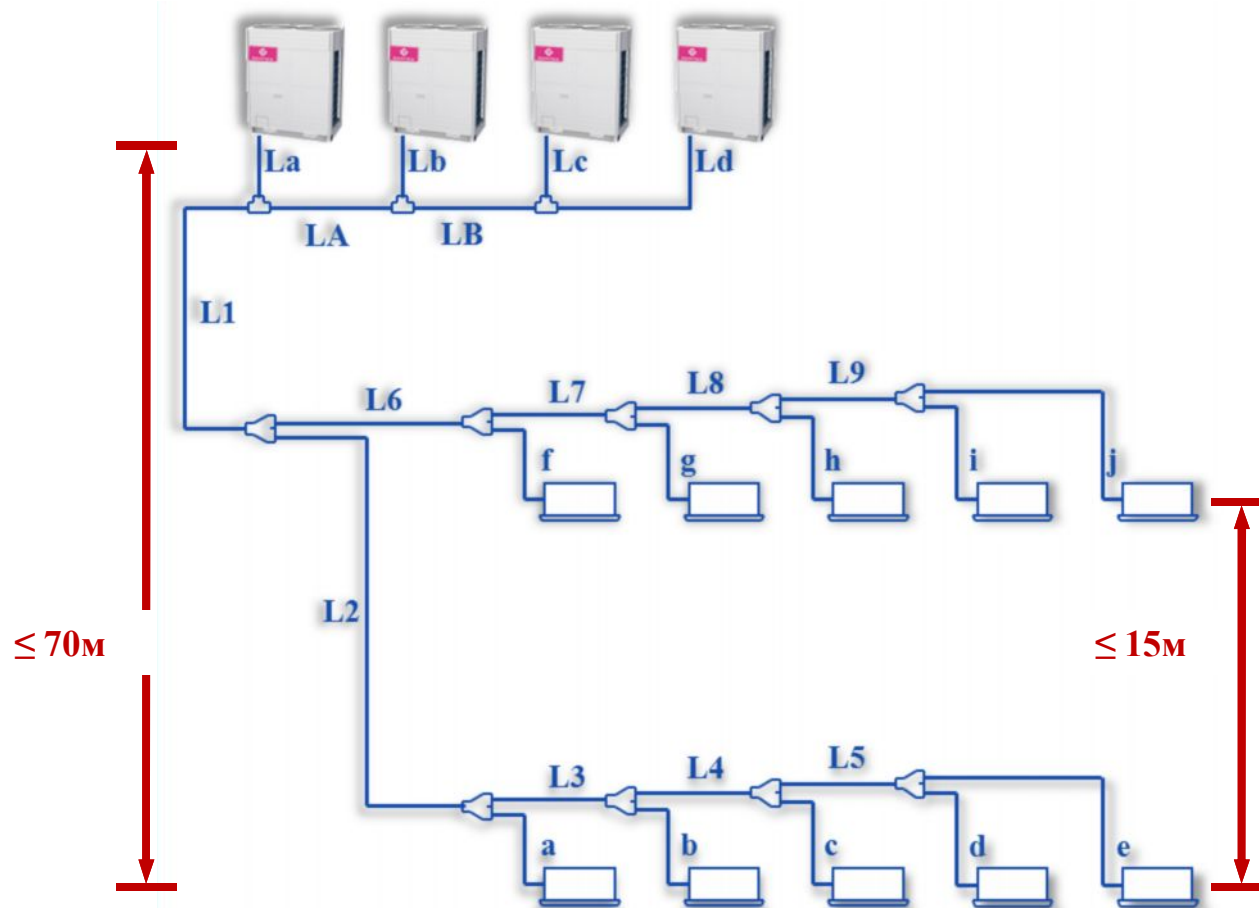 La Lb Lc Ld
LA LB
L1
L6 L7 L8 L9
f g h i j
L2
≤ 70м ≤ 15м
L3 L4 L5
a b c d e